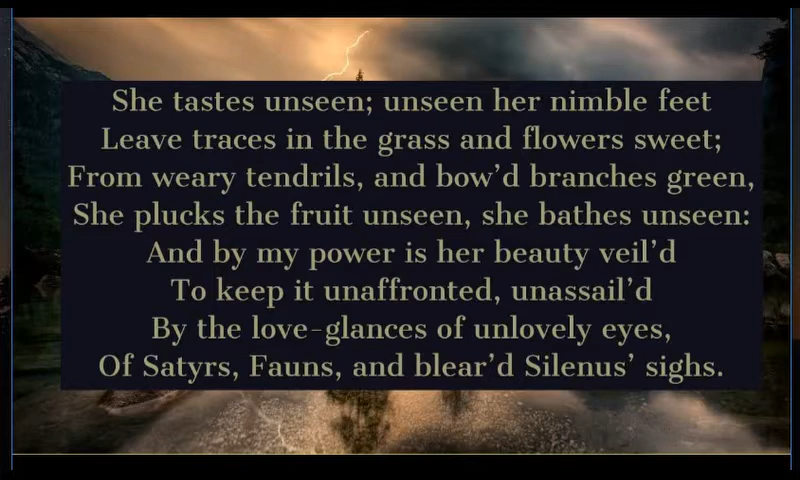 She tastes unseen; unseen her nimble feet
Leave traces in the grass and flowers sweet;
From weary tendrils, and bow’d branches green,
She plucks the fruit unseen, she bathes unseen:
And by my power is her beauty veil’d
To keep it unaffronted, unassail’d
By the love-glances of unlovely eyes,
Of Satyrs, Fauns, and blear’d Silenus’ sighs.